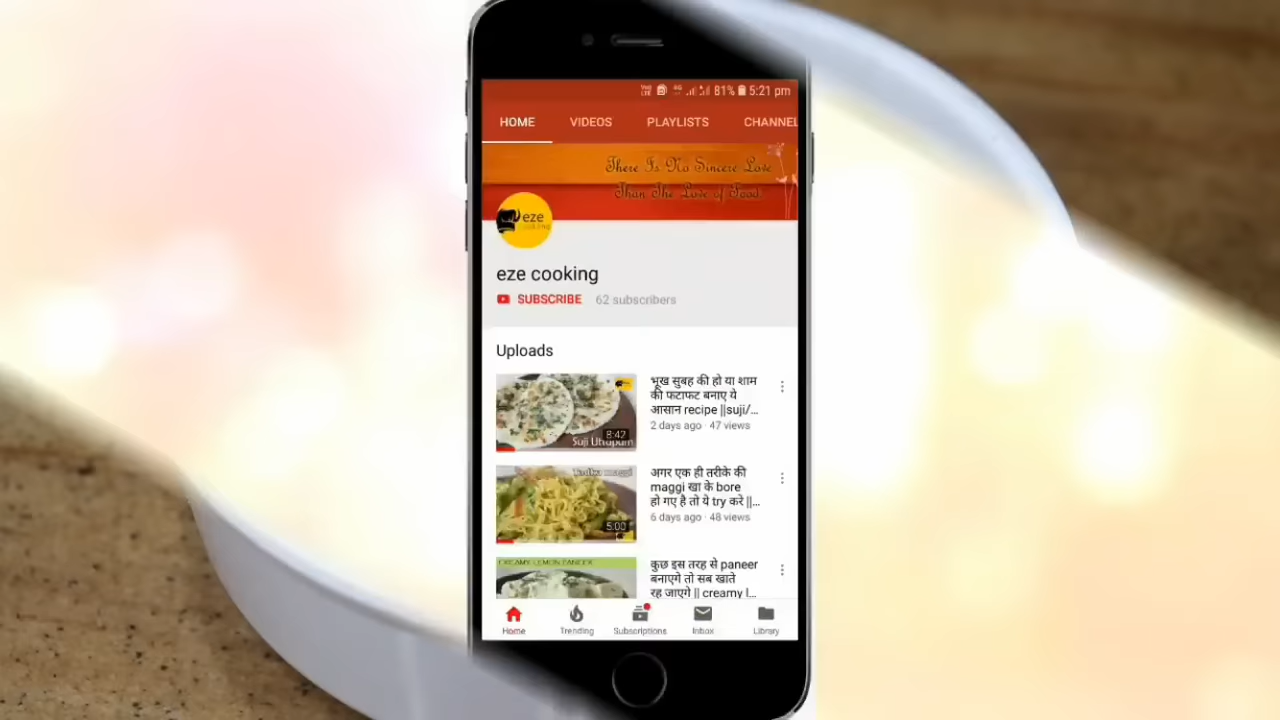 81% 5:21 pm
HOME VIDEOS PLAYLISTS CHANNEL
There Is No Sincere Love
Than The Love of Food.
eze
cooking
eze cooking
SUBSCRIBE 62 subscribers
Uploads
भूख सुबह की हो या शाम
की फटाफट बनाए ये
आसान recipe ||suji/...
2 days ago · 47 views
8:42
Suji Uttapam
अगर एक ही तरीके की
maggi खा के bore
हो गए है तो ये try करे ||...
6 days ago · 48 views
Tadka maggi
5:00
कुछ इस तरह से paneer
बनाएगे तो सब खाते
रह जाएगे || creamy l...
CREAMY LEMON PANEER
Home Trending Subscriptions Inbox Library